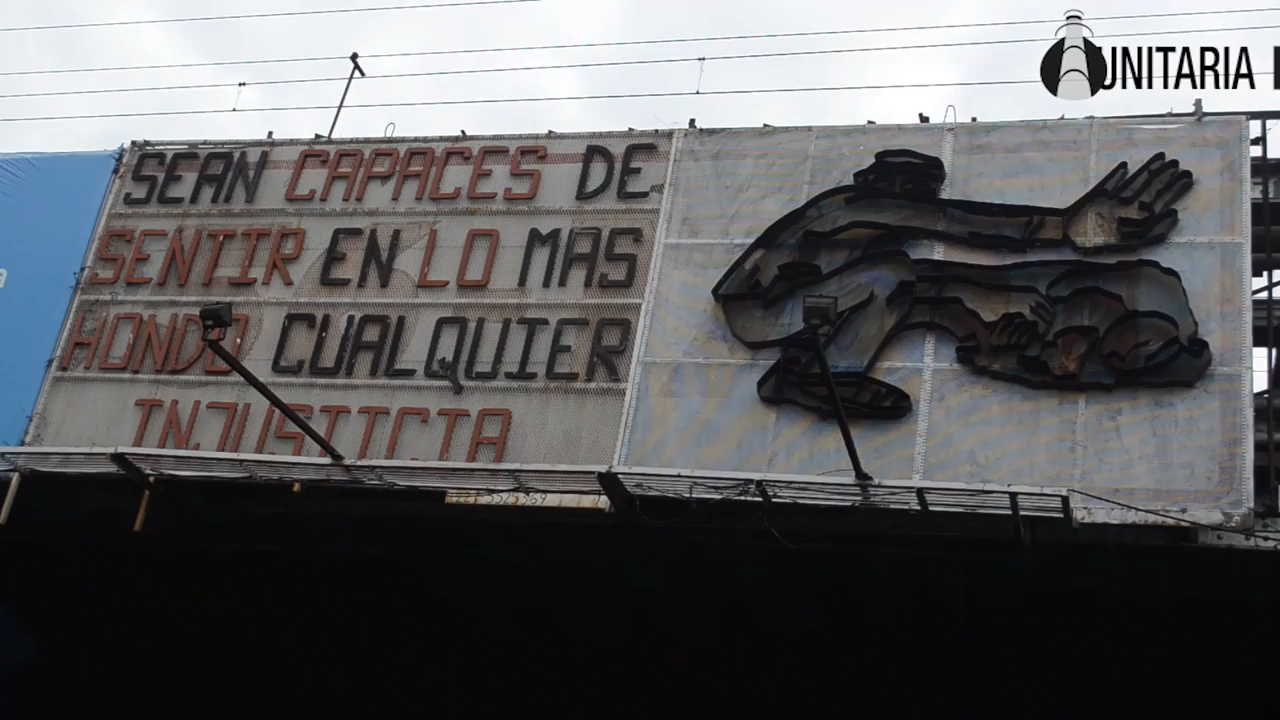 SEAN CAPACES DE
SENTIR EN LO MAS
HONDO CUALQUIER
INJUSTICIA
UNITARIA